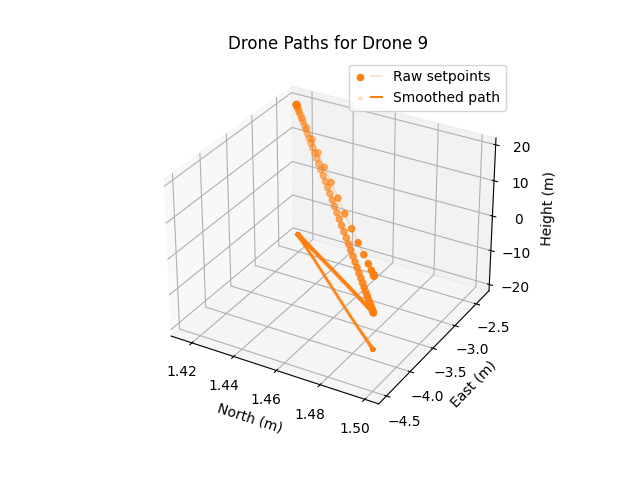 Drone Paths for Drone 9
Raw setpoints
Smoothed path
20
10
0
−10
−20
Height (m)
−2.5
−3.0
−3.5
−4.0
−4.5
East (m)
1.42
1.44
1.46
1.48
1.50
North (m)